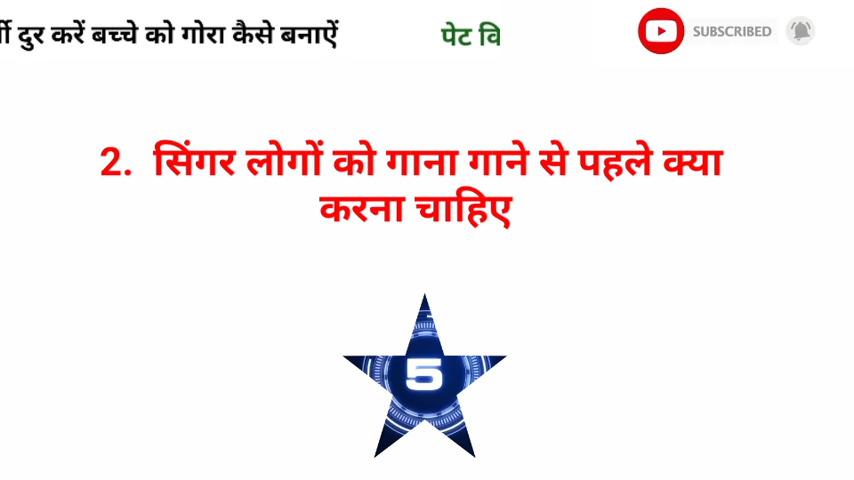 दुर करें बच्चे को गोरा कैसे बनाऐं
पेट
SUBSCRIBED
2. सिंगर लोगों को गाना गाने से पहले क्या
करना चाहिए
5